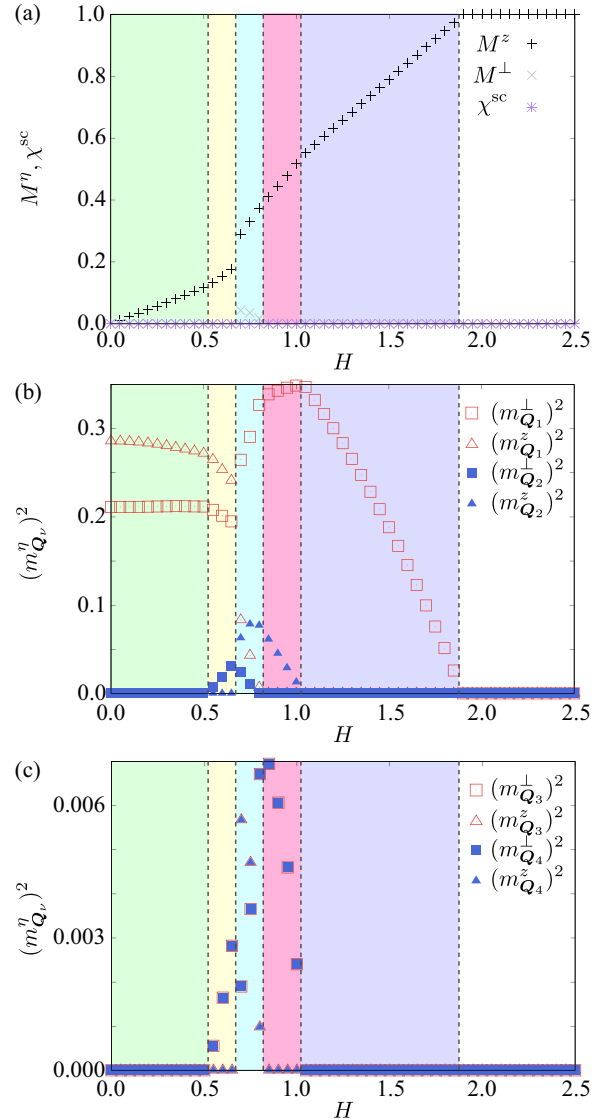 (a)
1.0
0.8
0.6
0.4
0.2
0.0
M^η, χ^sc
M^z
M^⊥
χ^sc
0.0 0.5 1.0 1.5 2.0 2.5
H
(b)
0.3
0.2
0.1
0.0
(m^η_{Q_ν})^2
(m^⊥_{Q_1})^2
(m^z_{Q_1})^2
(m^⊥_{Q_2})^2
(m^z_{Q_2})^2
0.0 0.5 1.0 1.5 2.0 2.5
H
(c)
0.006
0.003
0.000
(m^η_{Q_ν})^2
(m^⊥_{Q_3})^2
(m^z_{Q_3})^2
(m^⊥_{Q_4})^2
(m^z_{Q_4})^2
0.0 0.5 1.0 1.5 2.0 2.5
H